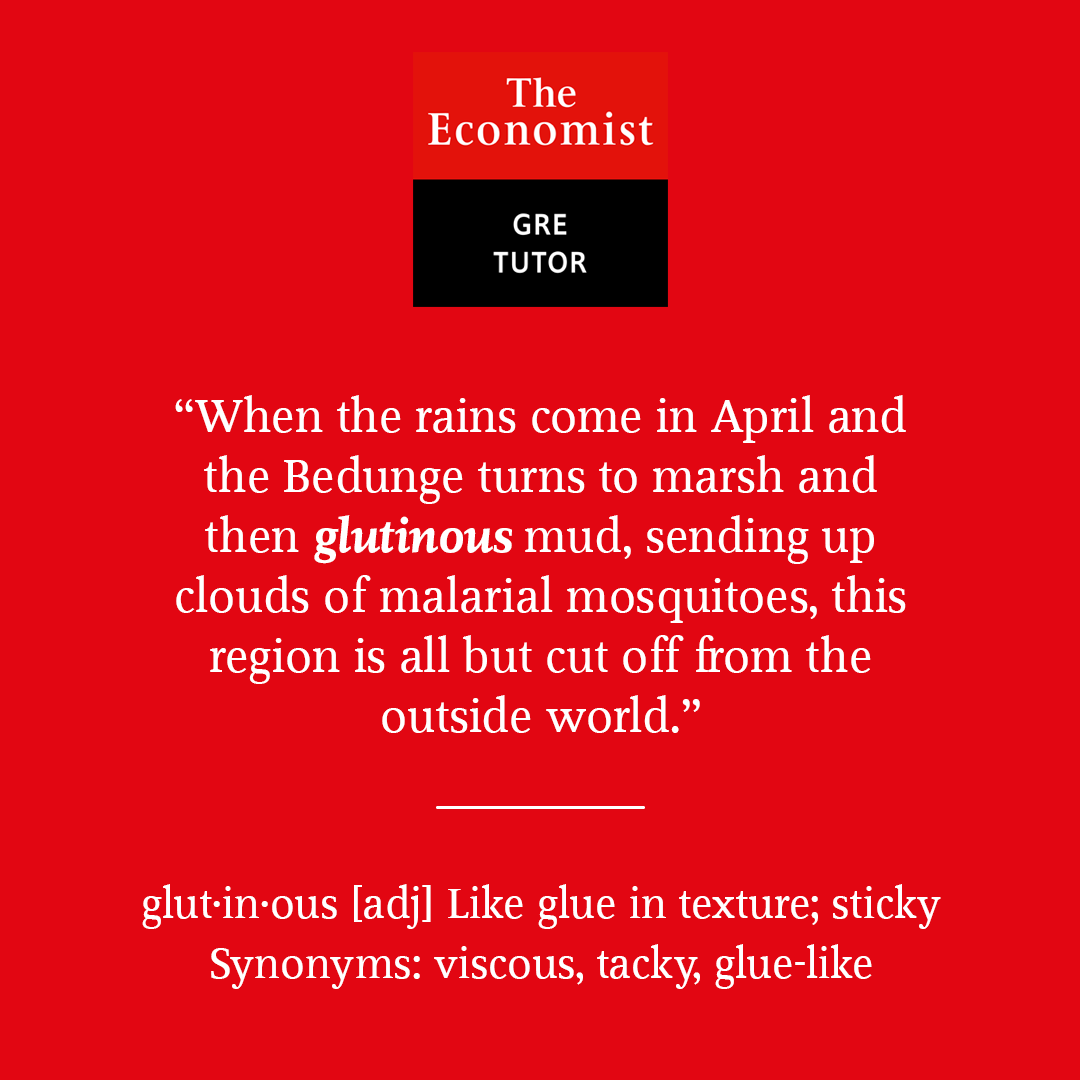 The
Economist
GRE
TUTOR
“When the rains come in April and
the Bedunge turns to marsh and
then glutinous mud, sending up
clouds of malarial mosquitoes, this
region is all but cut off from the
outside world.”
glut·in·ous [adj] Like glue in texture; sticky
Synonyms: viscous, tacky, glue-like